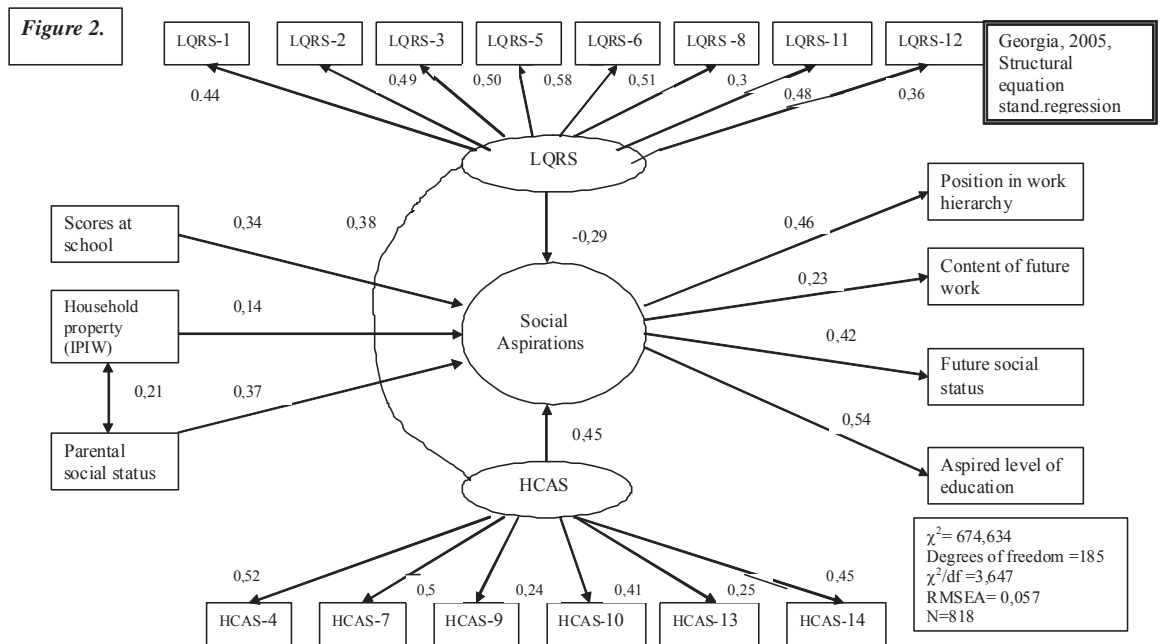 Figure 2.
LQRS-1
LQRS-2
LQRS-3
LQRS-5
LQRS-6
LQRS -8
LQRS-11
LQRS-12
Georgia, 2005,
Structural
equation
stand.regression
0.44
0,49
0,50
0,58
0,51
0,3
0,48
0,36
LQRS
Scores at
school
0,34
0,38
-0,29
0,46
Position in work
hierarchy
Household
property
(IPIW)
0,14
Social
Aspirations
0,23
Content of future
work
0,42
Future social
status
0,21
0,37
Parental
social status
0,45
0,54
Aspired level of
education
HCAS
0,52
0,5
0,24
0,41
0,25
0,45
HCAS-4
HCAS-7
HCAS-9
HCAS-10
HCAS-13
HCAS-14
χ²= 674,634
Degrees of freedom =185
χ²/df =3,647
RMSEA= 0,057
N=818